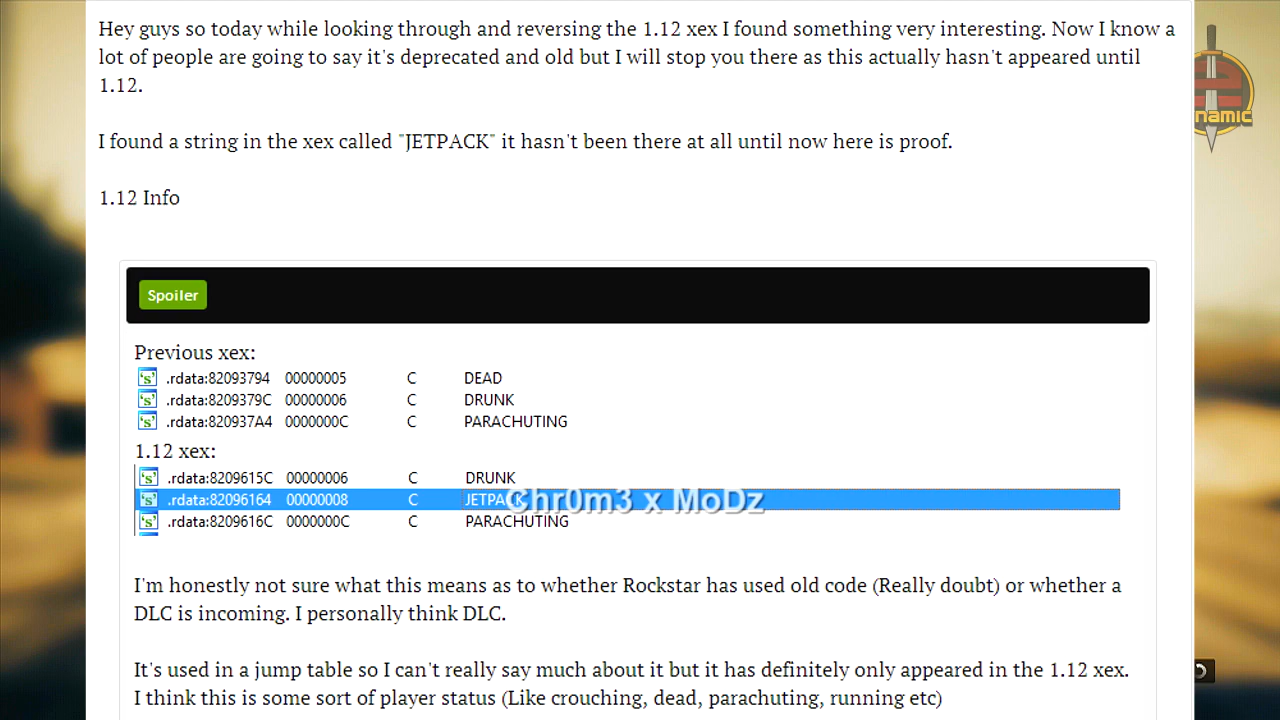 Hey guys so today while looking through and reversing the 1.12 xex I found something very interesting. Now I know a
lot of people are going to say it's deprecated and old but I will stop you there as this actually hasn't appeared until
1.12.
I found a string in the xex called "JETPACK" it hasn't been there at all until now here is proof.
1.12 Info
Spoiler
Previous xex:
's' .rdata:82093794 00000005 C DEAD
's' .rdata:8209379C 00000006 C DRUNK
's' .rdata:820937A4 0000000C C PARACHUTING
1.12 xex:
's' .rdata:8209615C 00000006 C DRUNK
's' .rdata:82096164 00000008 C JETPACK
Chr0m3 x MoDz
's' .rdata:8209616C 0000000C C PARACHUTING
I'm honestly not sure what this means as to whether Rockstar has used old code (Really doubt) or whether a
DLC is incoming. I personally think DLC.
It's used in a jump table so I can't really say much about it but it has definitely only appeared in the 1.12 xex.
I think this is some sort of player status (Like crouching, dead, parachuting, running etc)